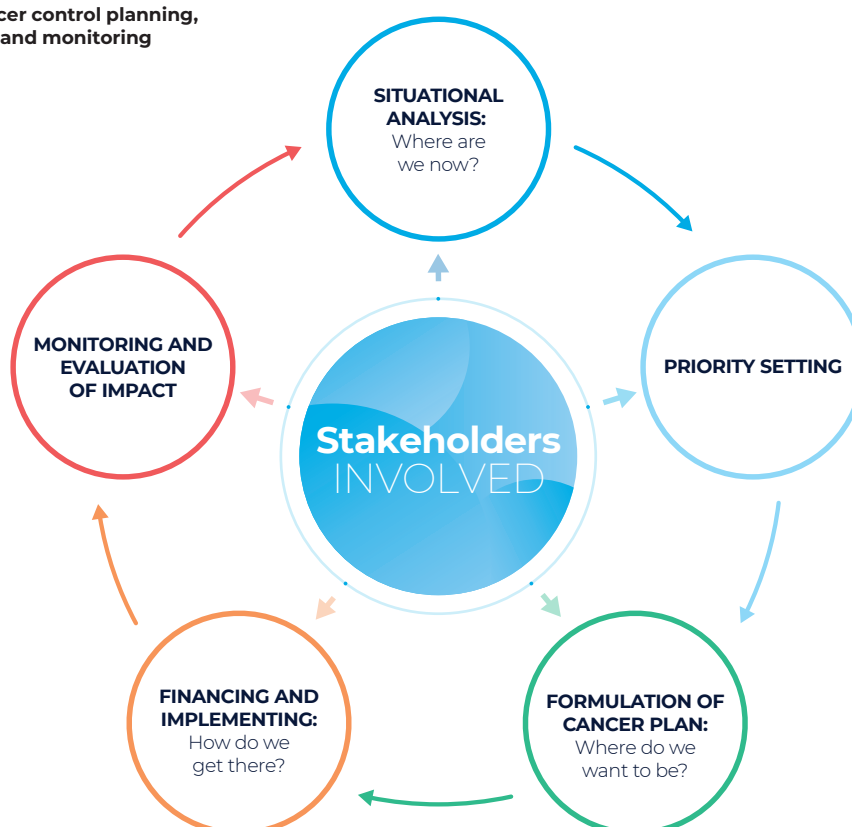 cer control planning,
and monitoring
SITUATIONAL
ANALYSIS:
Where are
we now?
PRIORITY SETTING
FORMULATION OF
CANCER PLAN:
Where do we
want to be?
FINANCING AND
IMPLEMENTING:
How do we
get there?
MONITORING AND
EVALUATION
OF IMPACT
Stakeholders
INVOLVED